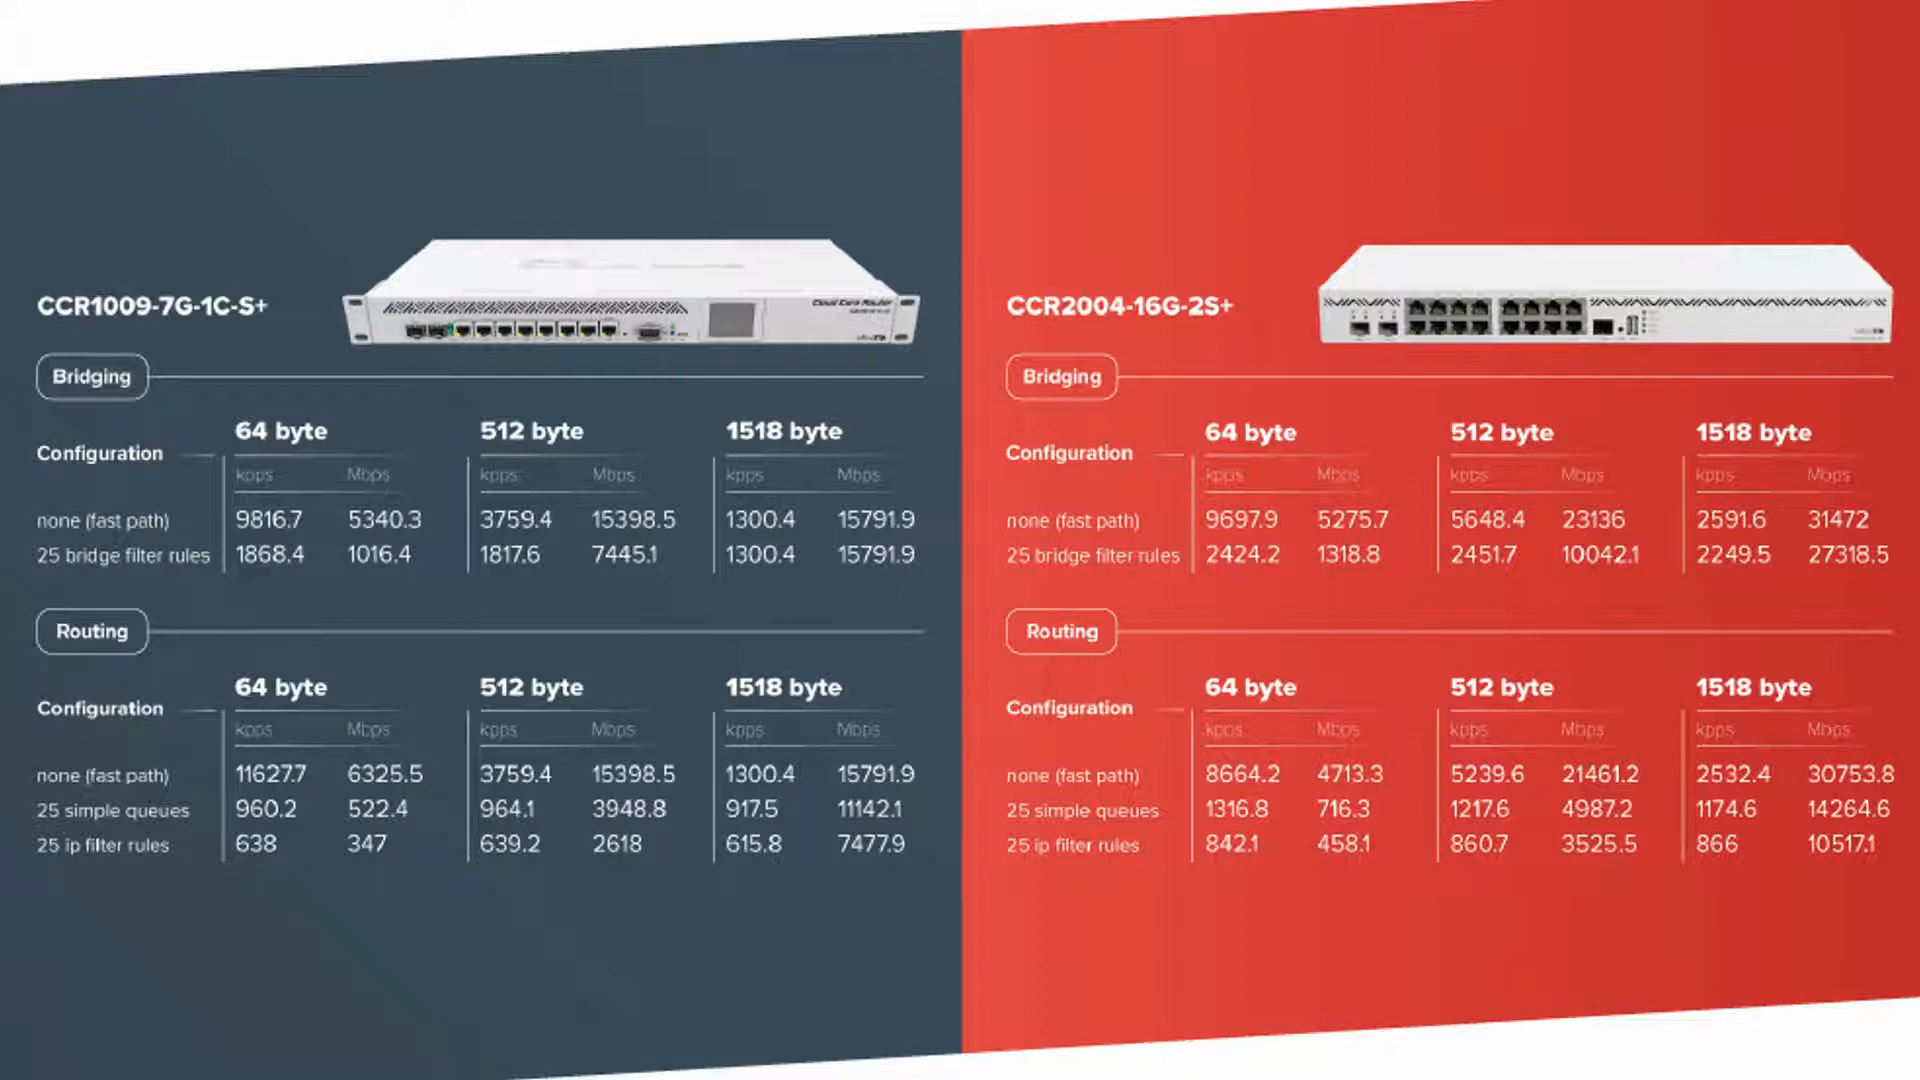 CCR1009-7G-1C-S+
Cloud Core Router
Bridging
64 byte 512 byte 1518 byte
Configuration
kpps Mbps kpps Mbps kpps Mbps
none (fast path) 9816.7 5340.3 3759.4 15398.5 1300.4 15791.9
25 bridge filter rules 1868.4 1016.4 1817.6 7445.1 1300.4 15791.9
Routing
64 byte 512 byte 1518 byte
Configuration
kpps Mbps kpps Mbps kpps Mbps
none (fast path) 11627.7 6325.5 3759.4 15398.5 1300.4 15791.9
25 simple queues 960.2 522.4 964.1 3948.8 917.5 11142.1
25 ip filter rules 638 347 639.2 2618 615.8 7477.9
CCR2004-16G-2S+
Bridging
64 byte 512 byte 1518 byte
Configuration
kpps Mbps kpps Mbps kpps Mbps
none (fast path) 9697.9 5275.7 5648.4 23136 2591.6 31472
25 bridge filter rules 2424.2 1318.8 2451.7 10042.1 2249.5 27318.5
Routing
64 byte 512 byte 1518 byte
Configuration
kpps Mbps kpps Mbps kpps Mbps
none (fast path) 8664.2 4713.3 5239.6 21461.2 2532.4 30753.8
25 simple queues 1316.8 716.3 1217.6 4987.2 1174.6 14264.6
25 ip filter rules 842.1 458.1 860.7 3525.5 866 10517.1